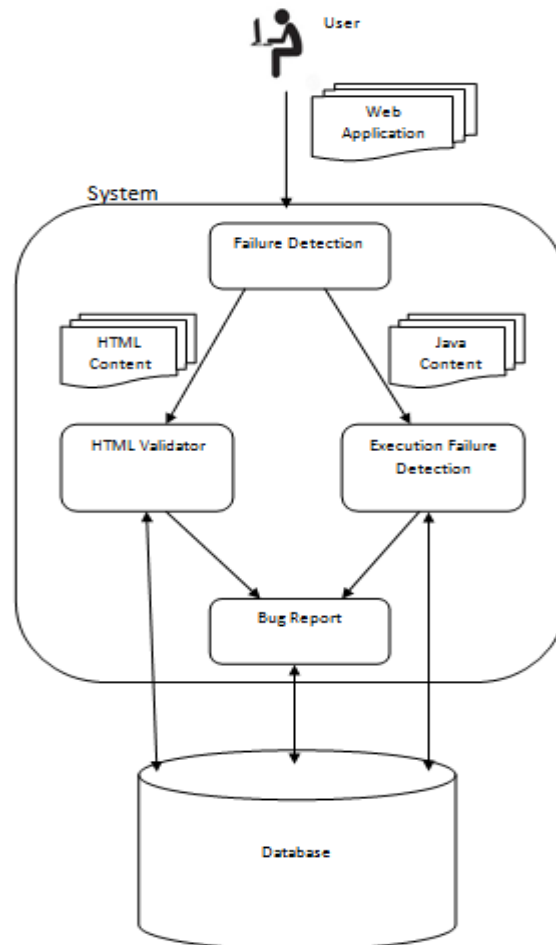 User
Web
Application
System
Failure Detection
HTML
Content
Java
Content
HTML Validator
Execution Failure
Detection
Bug Report
Database